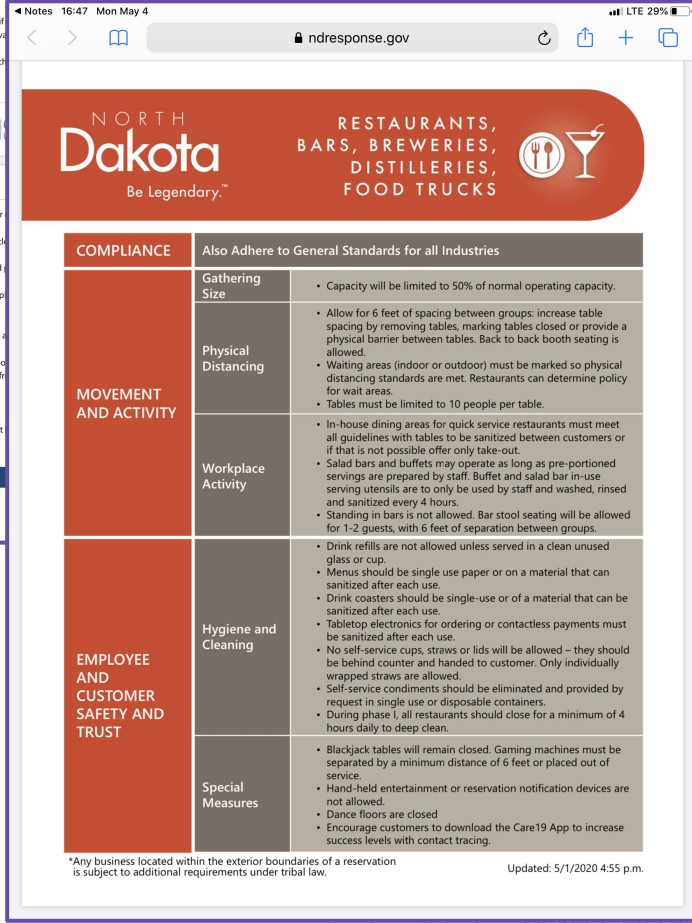 ◀ Notes 16:47 Mon May 4
LTE 29%
ndresponse.gov
NORTH
Dakota
Be Legendary.™
RESTAURANTS,
BARS, BREWERIES,
DISTILLERIES,
FOOD TRUCKS
COMPLIANCE
Also Adhere to General Standards for all Industries
MOVEMENT
AND ACTIVITY
Gathering
Size
• Capacity will be limited to 50% of normal operating capacity.
Physical
Distancing
• Allow for 6 feet of spacing between groups: increase table
spacing by removing tables, marking tables closed or provide a
physical barrier between tables. Back to back booth seating is
allowed.
• Waiting areas (indoor or outdoor) must be marked so physical
distancing standards are met. Restaurants can determine policy
for wait areas.
• Tables must be limited to 10 people per table.
Workplace
Activity
• In-house dining areas for quick service restaurants must meet
all guidelines with tables to be sanitized between customers or
if that is not possible offer only take-out.
• Salad bars and buffets may operate as long as pre-portioned
servings are prepared by staff. Buffet and salad bar in-use
serving utensils are to only be used by staff and washed, rinsed
and sanitized every 4 hours.
• Standing in bars is not allowed. Bar stool seating will be allowed
for 1-2 guests, with 6 feet of separation between groups.
EMPLOYEE
AND
CUSTOMER
SAFETY AND
TRUST
Hygiene and
Cleaning
• Drink refills are not allowed unless served in a clean unused
glass or cup.
• Menus should be single use paper or on a material that can
sanitized after each use.
• Drink coasters should be single-use or of a material that can be
sanitized after each use.
• Tabletop electronics for ordering or contactless payments must
be sanitized after each use.
• No self-service cups, straws or lids will be allowed – they should
be behind counter and handed to customer. Only individually
wrapped straws are allowed.
• Self-service condiments should be eliminated and provided by
request in single use or disposable containers.
• During phase I, all restaurants should close for a minimum of 4
hours daily to deep clean.
Special
Measures
• Blackjack tables will remain closed. Gaming machines must be
separated by a minimum distance of 6 feet or placed out of
service.
• Hand-held entertainment or reservation notification devices are
not allowed.
• Dance floors are closed
• Encourage customers to download the Care19 App to increase
success levels with contact tracing.
*Any business located within the exterior boundaries of a reservation
is subject to additional requirements under tribal law.
Updated: 5/1/2020 4:55 p.m.